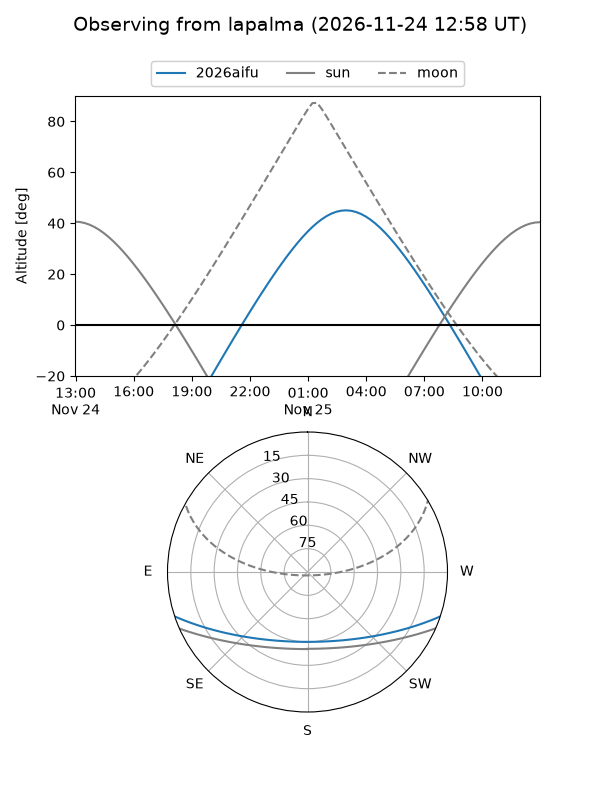 Observing from lapalma (2026-11-24 12:58 UT)
2026aifu sun moon
80
60
40
20
0
−20
Altitude [deg]
13:00 16:00 19:00 22:00 01:00 04:00 07:00 10:00
Nov 24 Nov 25
N
NE NW
15
30
45
60
75
E W
SE SW
S